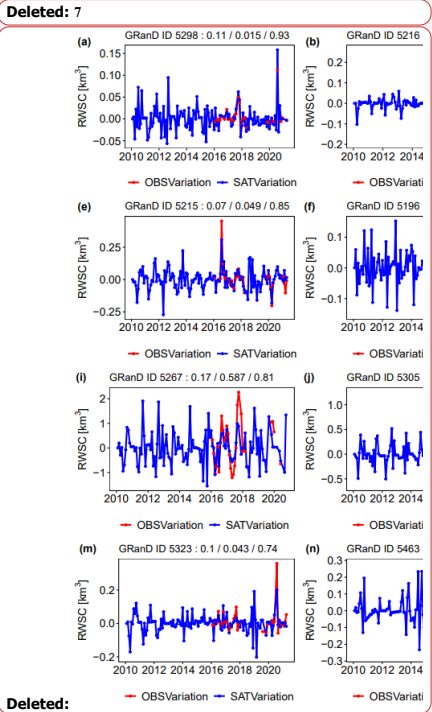 Deleted: 7
(a) GRanD ID 5298 : 0.11 / 0.015 / 0.93
(b) GRanD ID 5216
RWSC [km³]
0.15
0.10
0.05
0.00
−0.05
2010 2012 2014 2016 2018 2020
RWSC [km³]
0.2
0.1
0.0
−0.1
−0.2
2010 2012 2014
OBSVariation SATVariation
OBSVariati
(e) GRanD ID 5215 : 0.07 / 0.049 / 0.85
(f) GRanD ID 5196
RWSC [km³]
0.25
0.00
−0.25
2010 2012 2014 2016 2018 2020
RWSC [km³]
0.1
0.0
−0.1
2010 2012 2014
OBSVariation SATVariation
OBSVariati
(i) GRanD ID 5267 : 0.17 / 0.587 / 0.81
(j) GRanD ID 5305
RWSC [km³]
2
1
0
−1
2010 2012 2014 2016 2018 2020
RWSC [km³]
1.0
0.5
0.0
−0.5
2010 2012 2014
OBSVariation SATVariation
OBSVariati
(m) GRanD ID 5323 : 0.1 / 0.043 / 0.74
(n) GRanD ID 5463
RWSC [km³]
0.2
0.0
−0.2
2010 2012 2014 2016 2018 2020
RWSC [km³]
0.3
0.2
0.1
0.0
−0.1
−0.2
−0.3
2010 2012 2014
OBSVariation SATVariation
OBSVariati
Deleted: